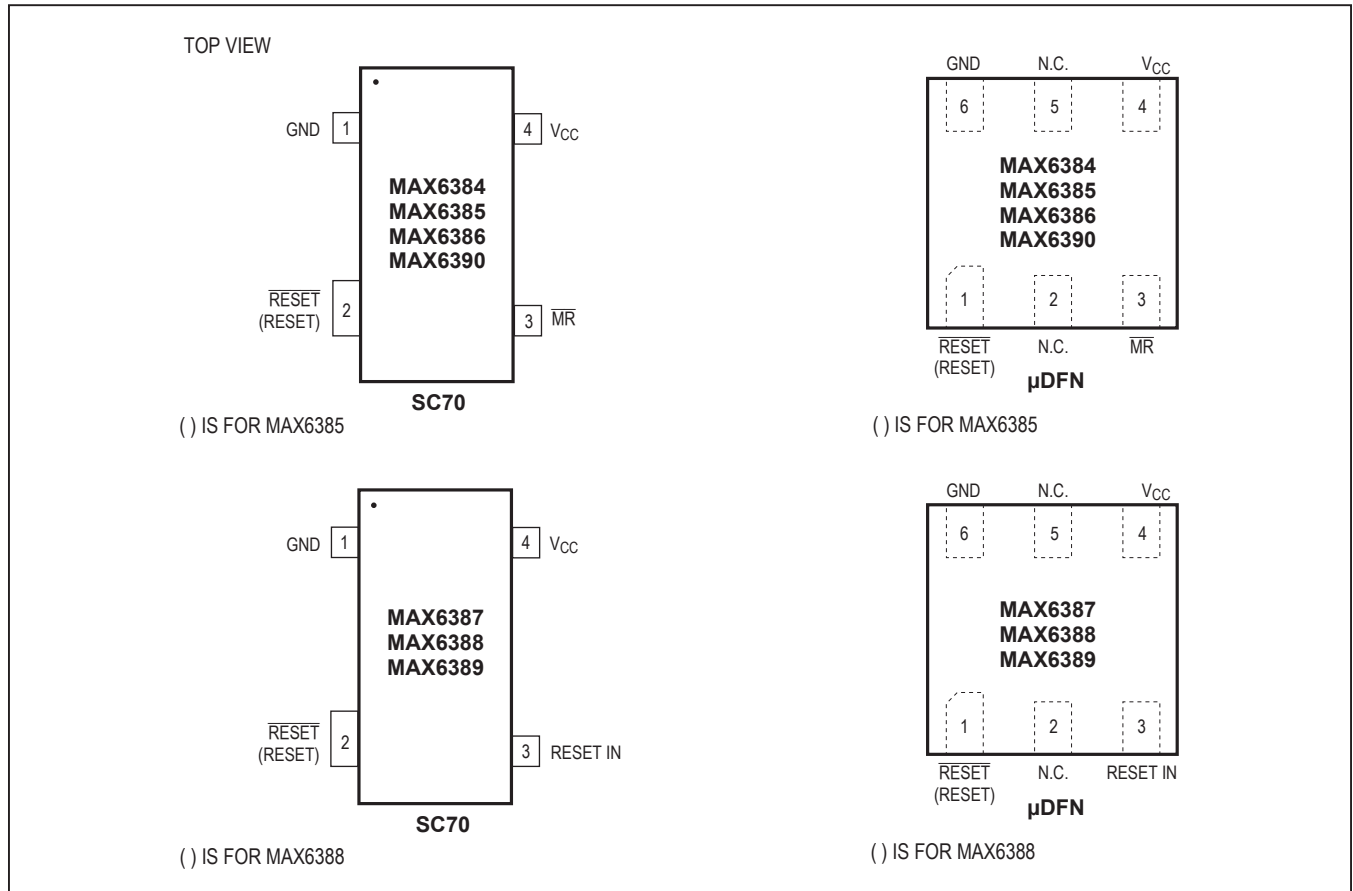 TOP VIEW
GND 1
4 VCC
MAX6384
MAX6385
MAX6386
MAX6390
RESET
(RESET)
2
3 MR
SC70
( ) IS FOR MAX6385
GND N.C. VCC
6 5 4
MAX6384
MAX6385
MAX6386
MAX6390
1 2 3
RESET N.C. MR
(RESET)
µDFN
( ) IS FOR MAX6385
GND 1
4 VCC
MAX6387
MAX6388
MAX6389
RESET
(RESET)
2
3 RESET IN
SC70
( ) IS FOR MAX6388
GND N.C. VCC
6 5 4
MAX6387
MAX6388
MAX6389
1 2 3
RESET N.C. RESET IN
(RESET)
µDFN
( ) IS FOR MAX6388